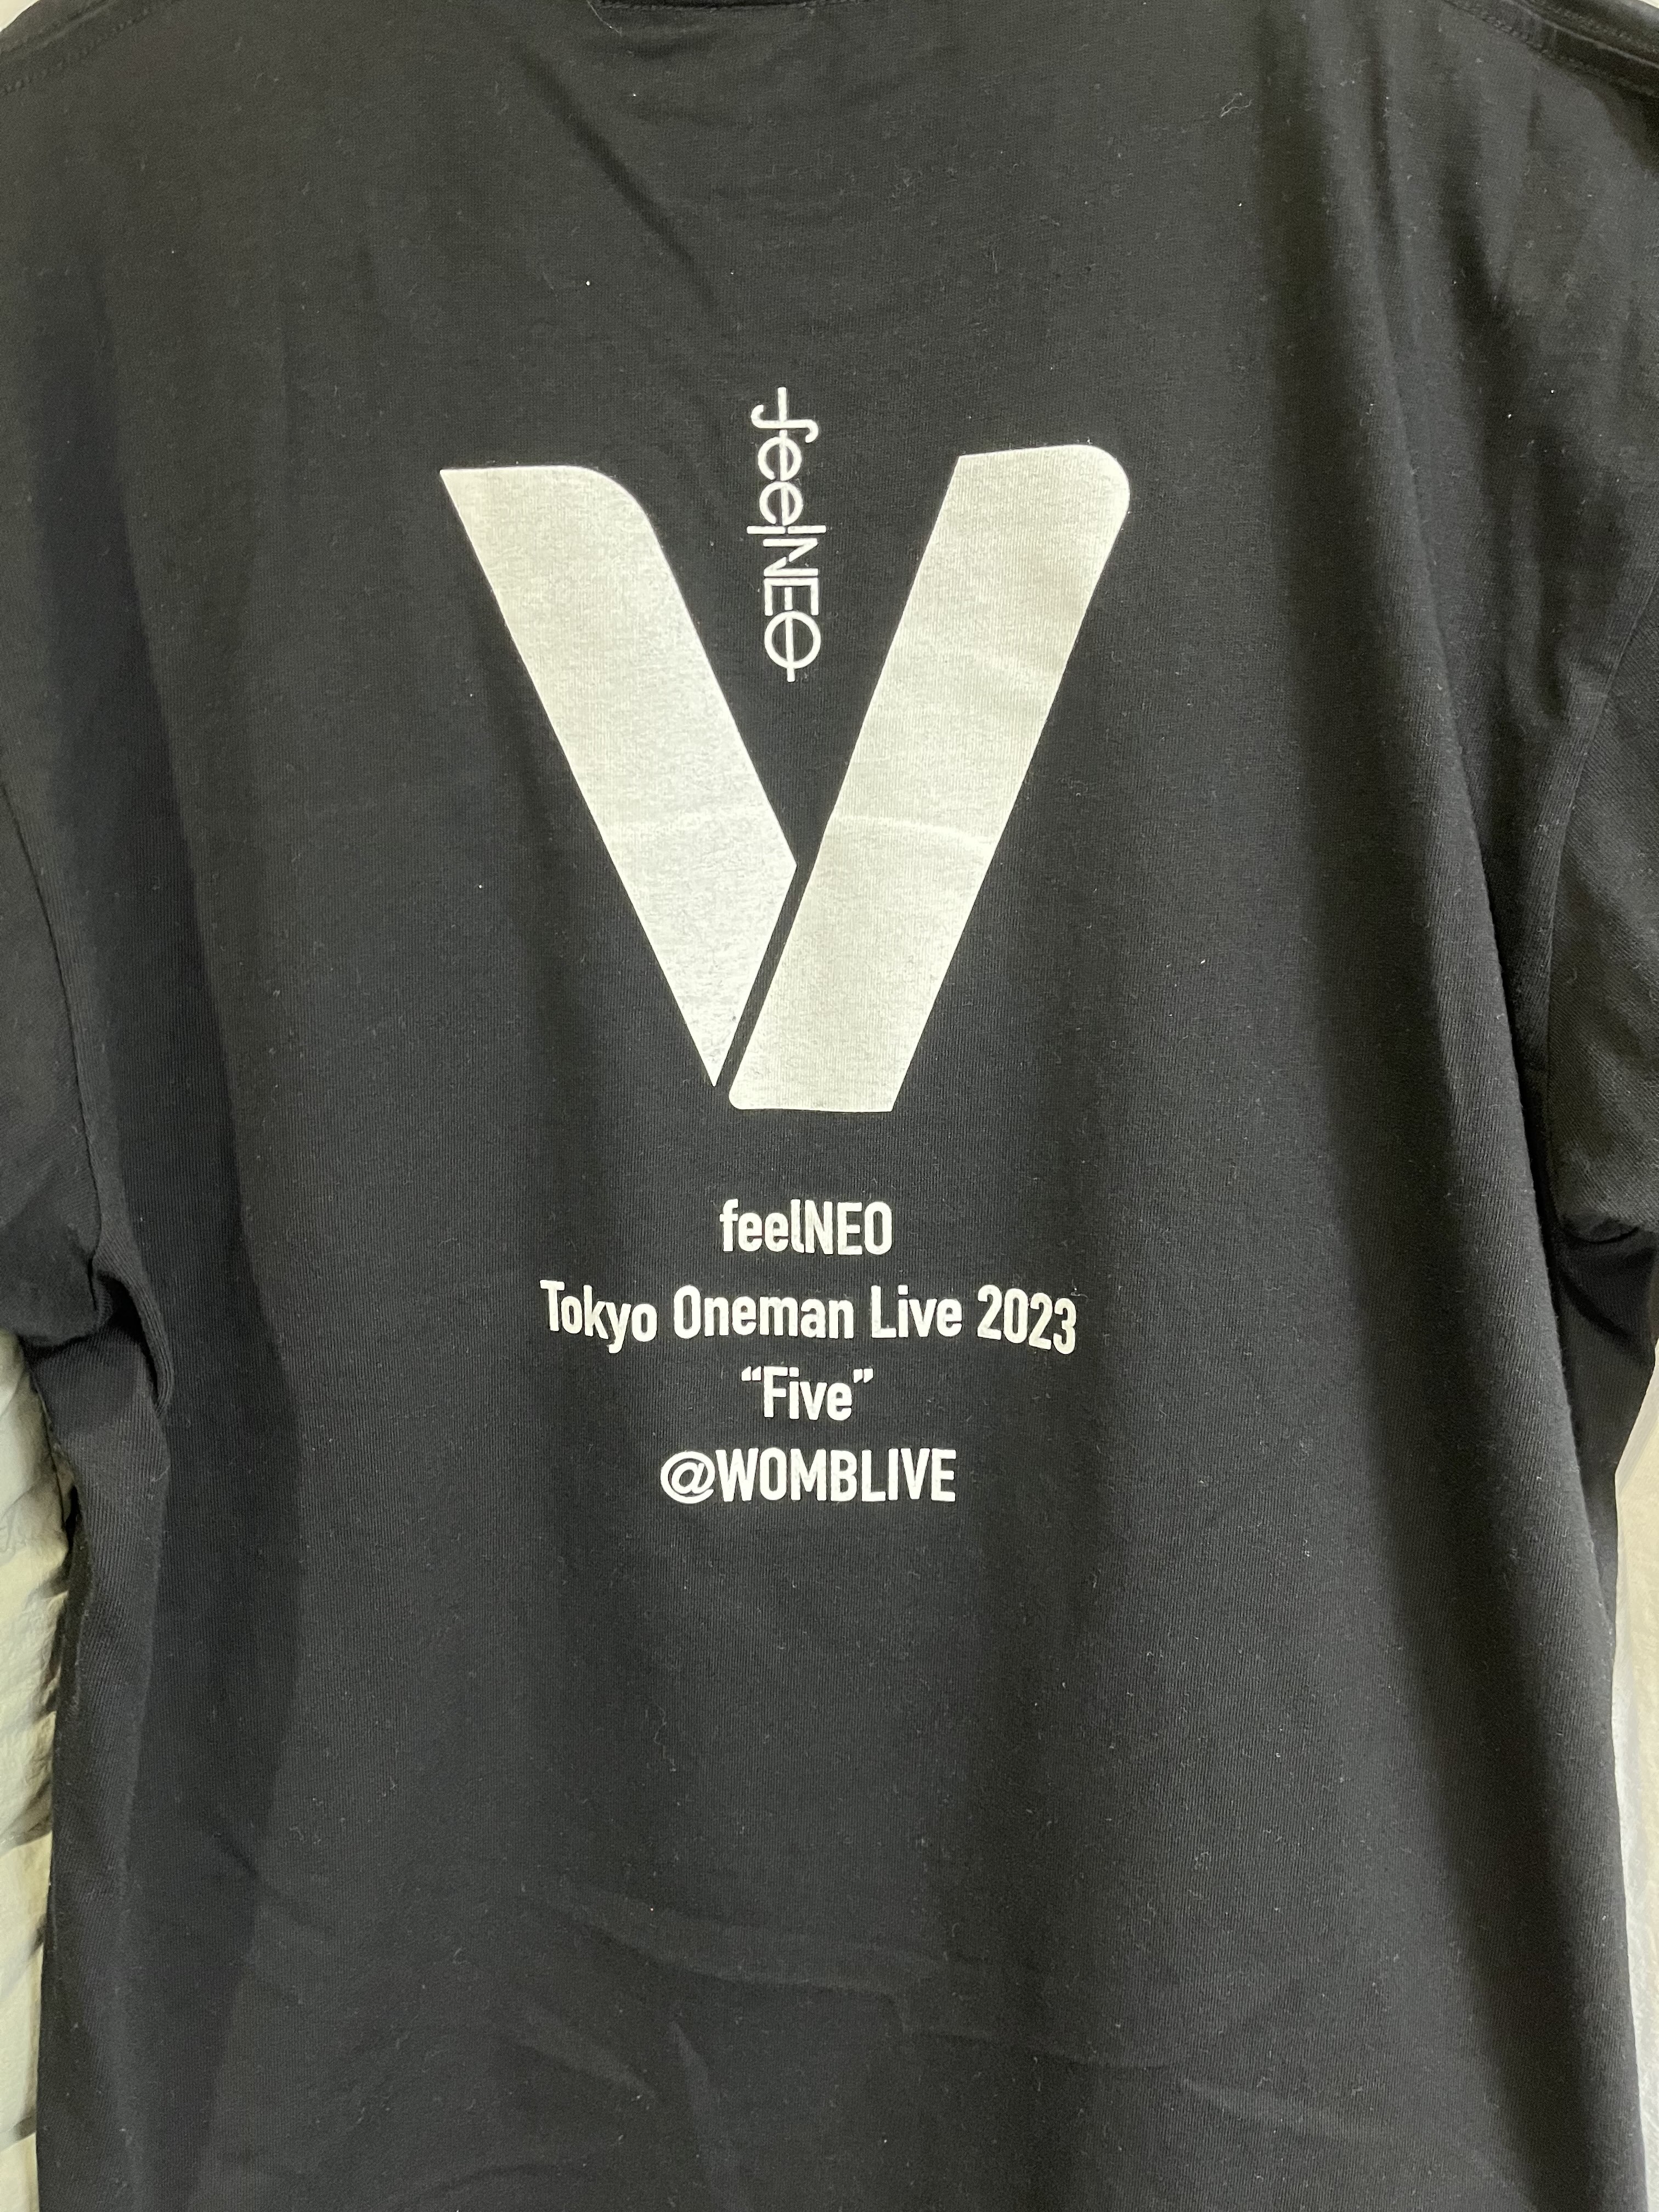 feelNEO
V
feelNEO
Tokyo Oneman Live 2023
“Five”
@WOMBLIVE